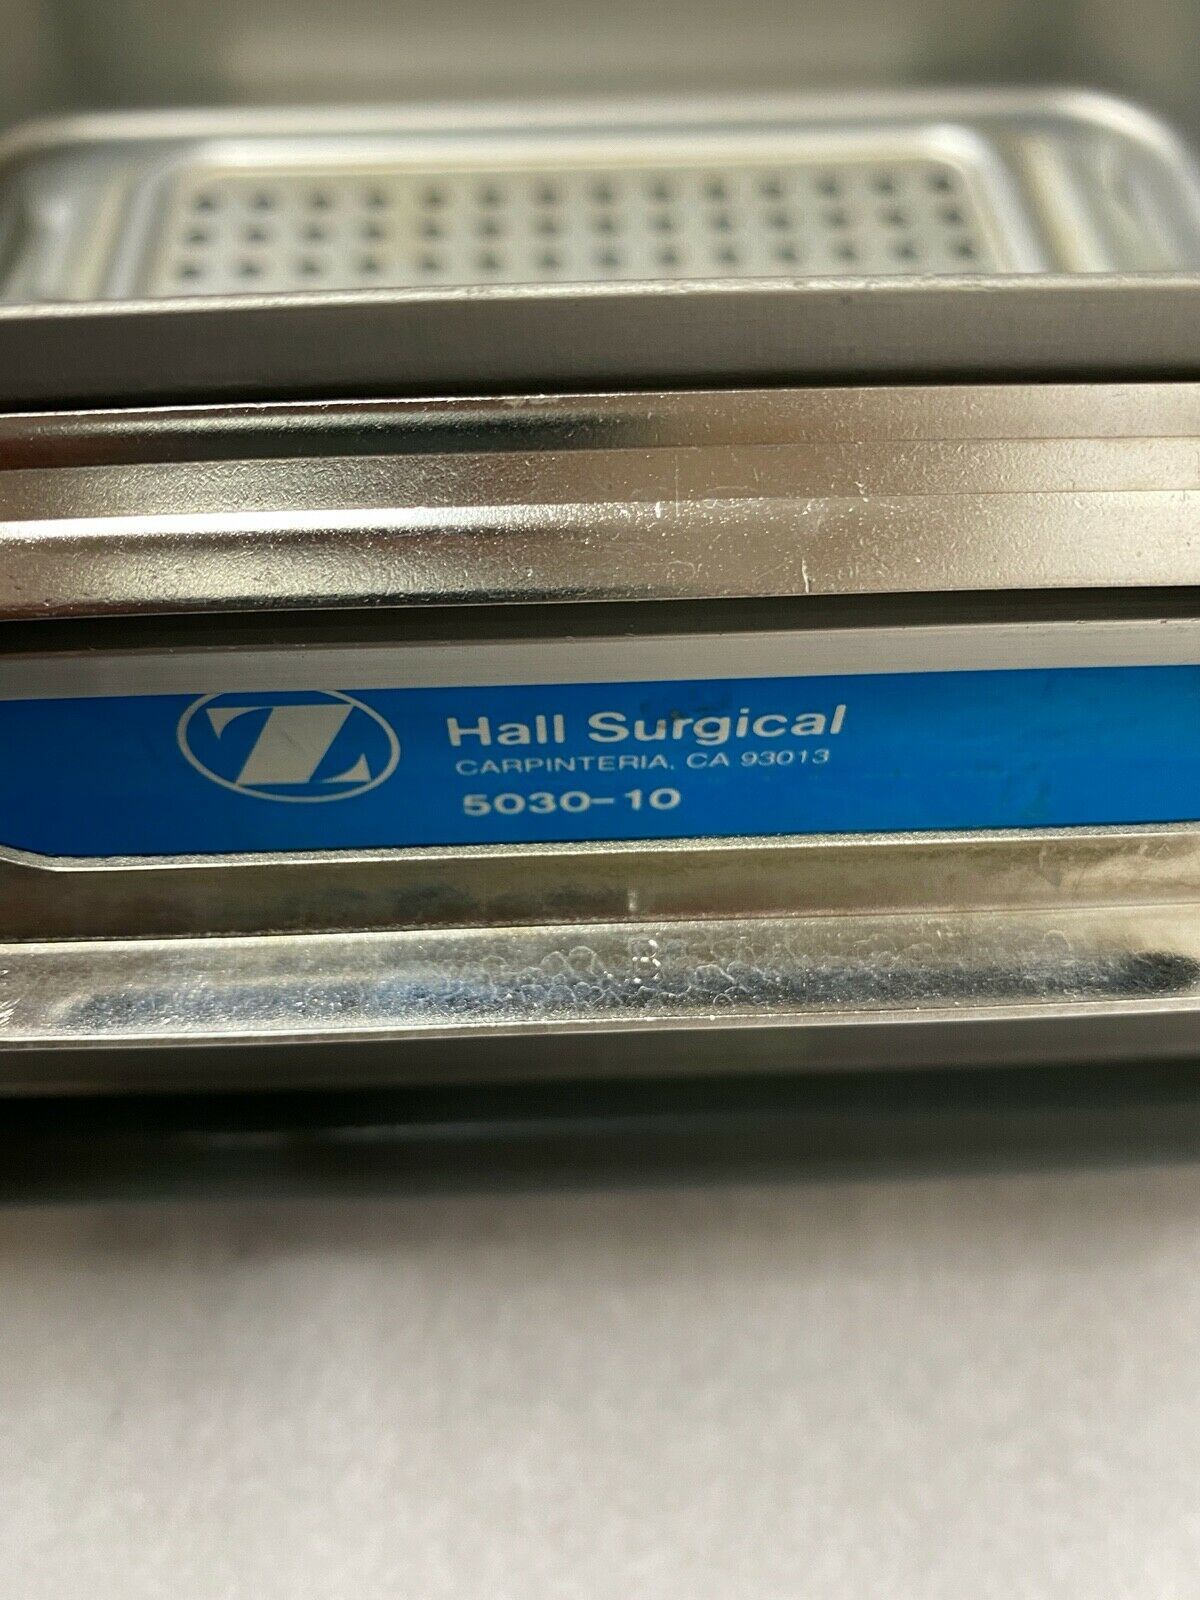 Z
Hall Surgical
CARPINTERIA, CA 93013
5030-10